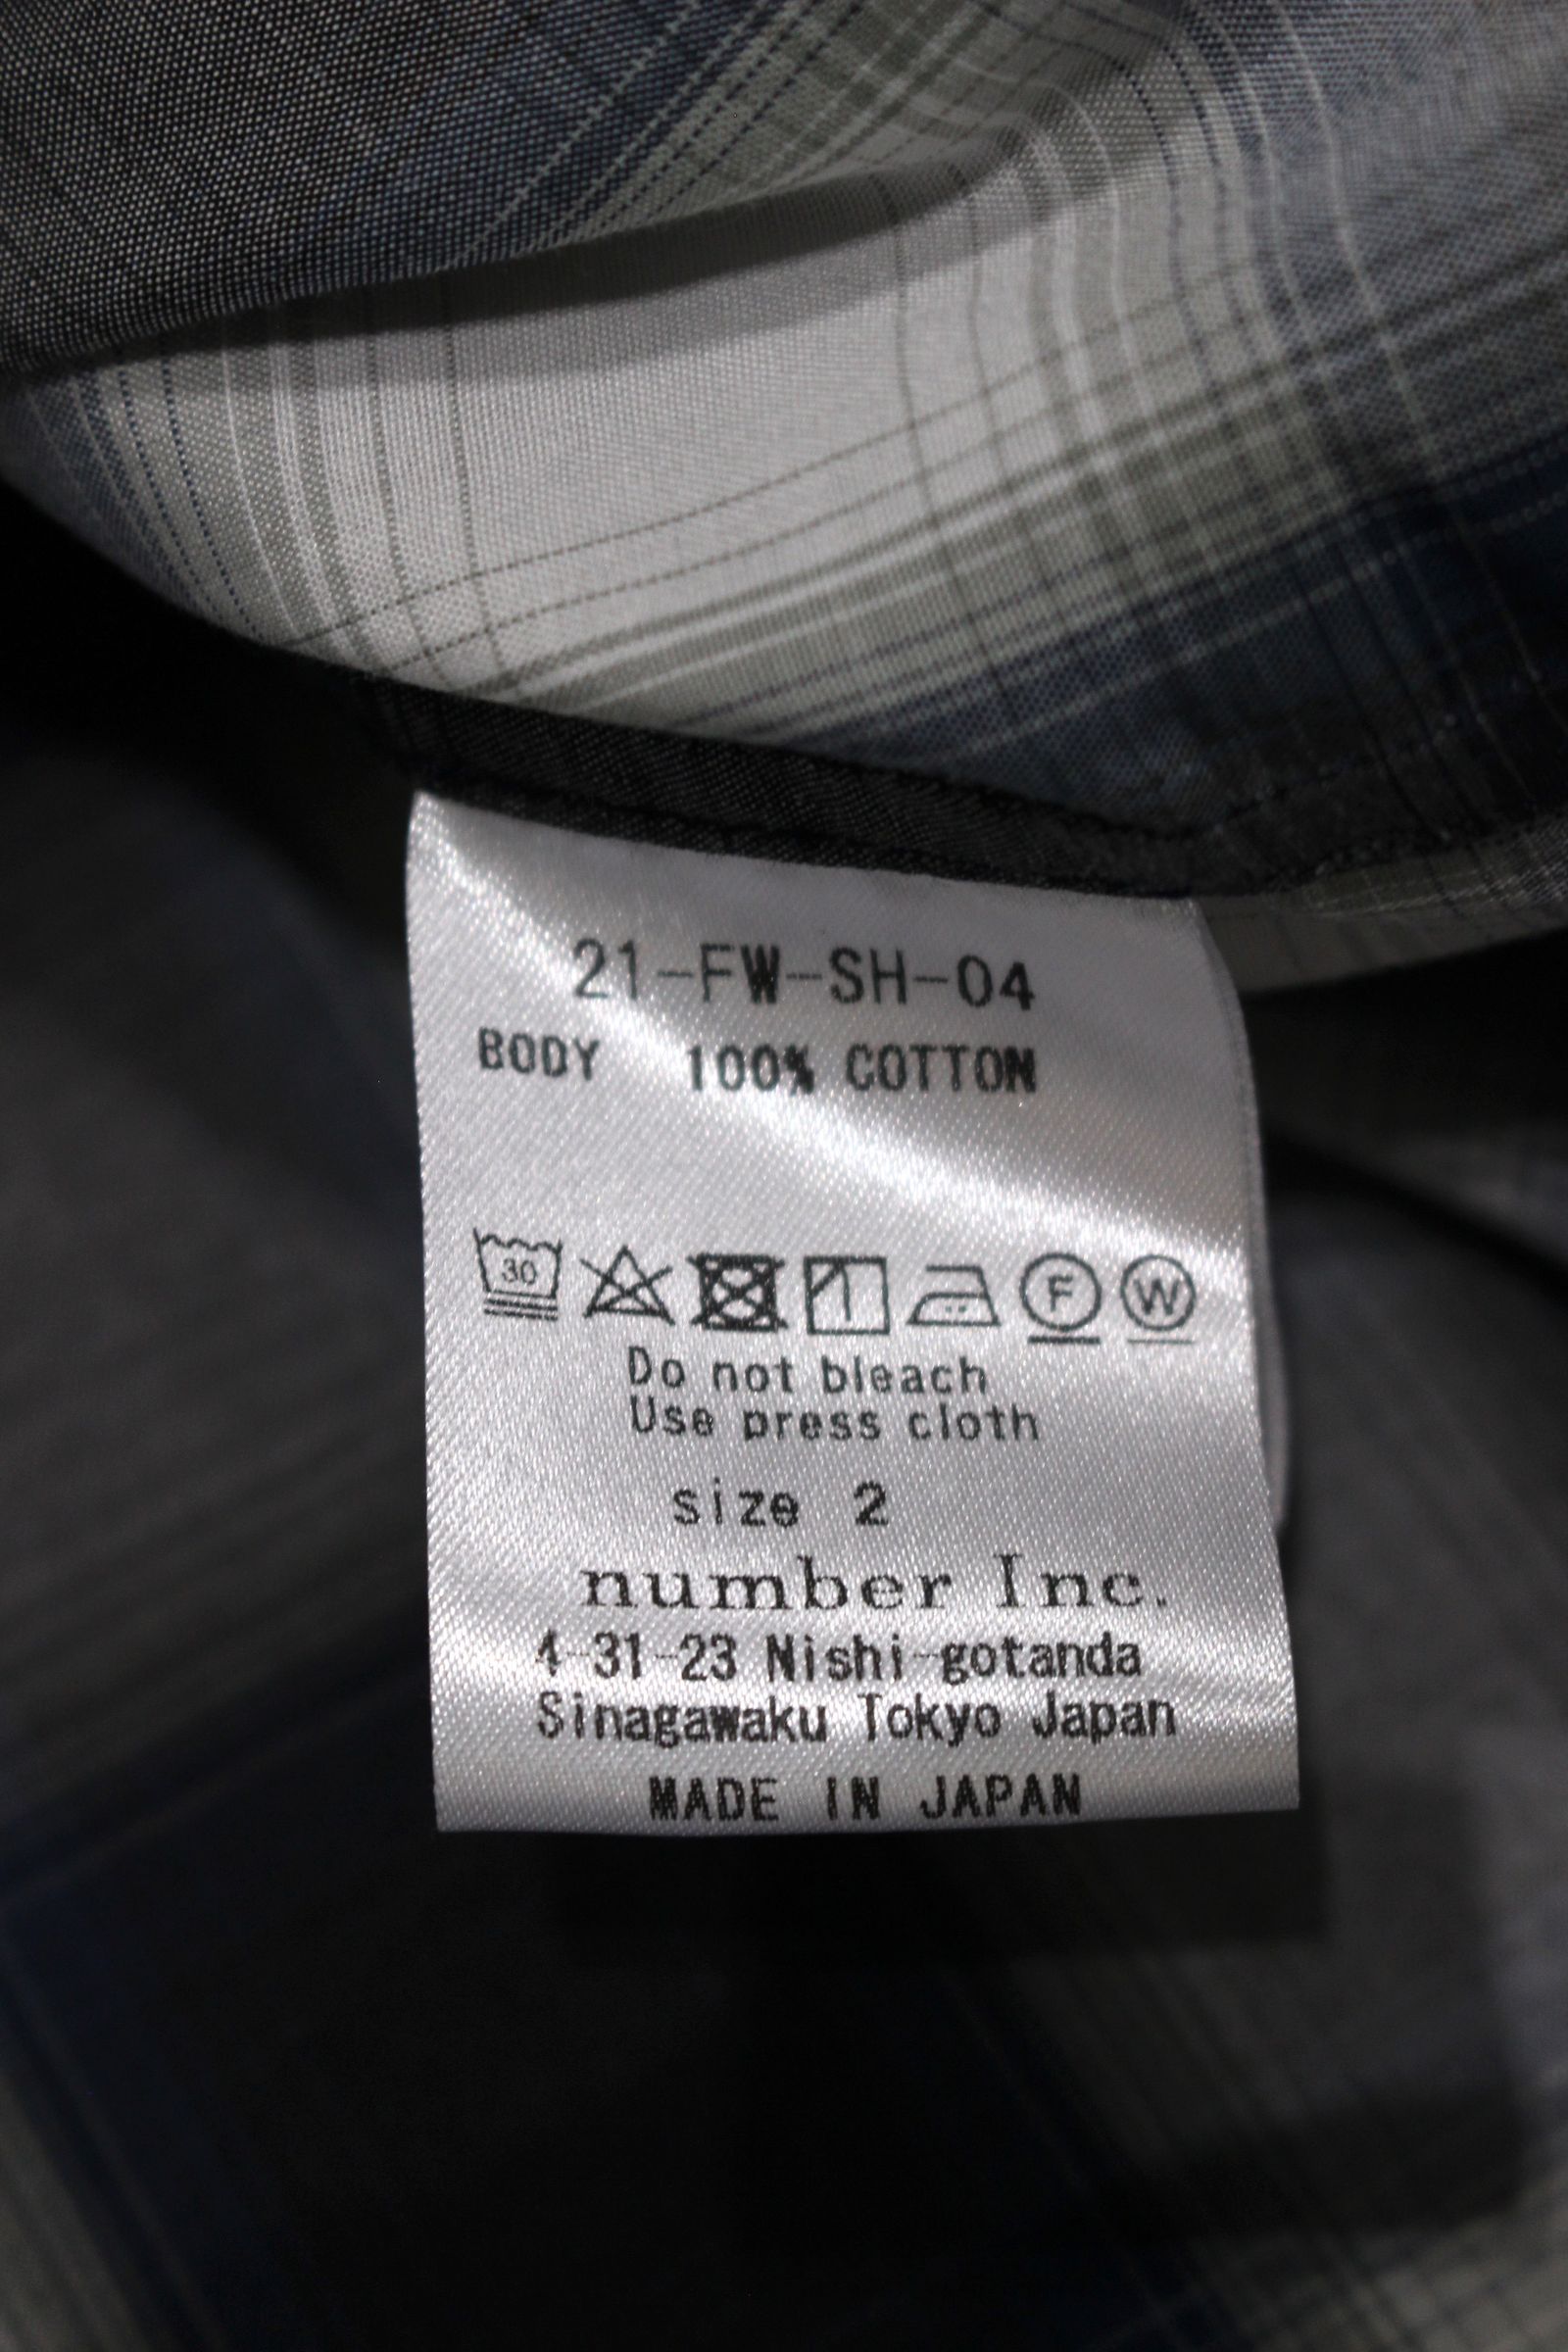 21-FW-SH-04
BODY 100% COTTON
30 F W
Do not bleach
Use press cloth
size 2
number Inc.
4-31-23 Nishi-gotanda
Sinagawaku Tokyo Japan
MADE IN JAPAN